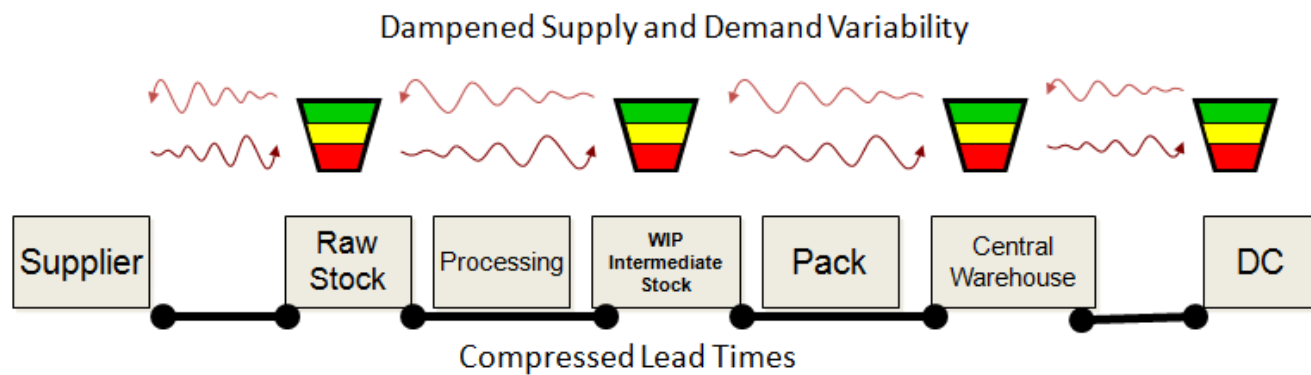 Dampened Supply and Demand Variability
Supplier
Raw
Stock
Processing
WIP
Intermediate
Stock
Pack
Central
Warehouse
DC
Compressed Lead Times